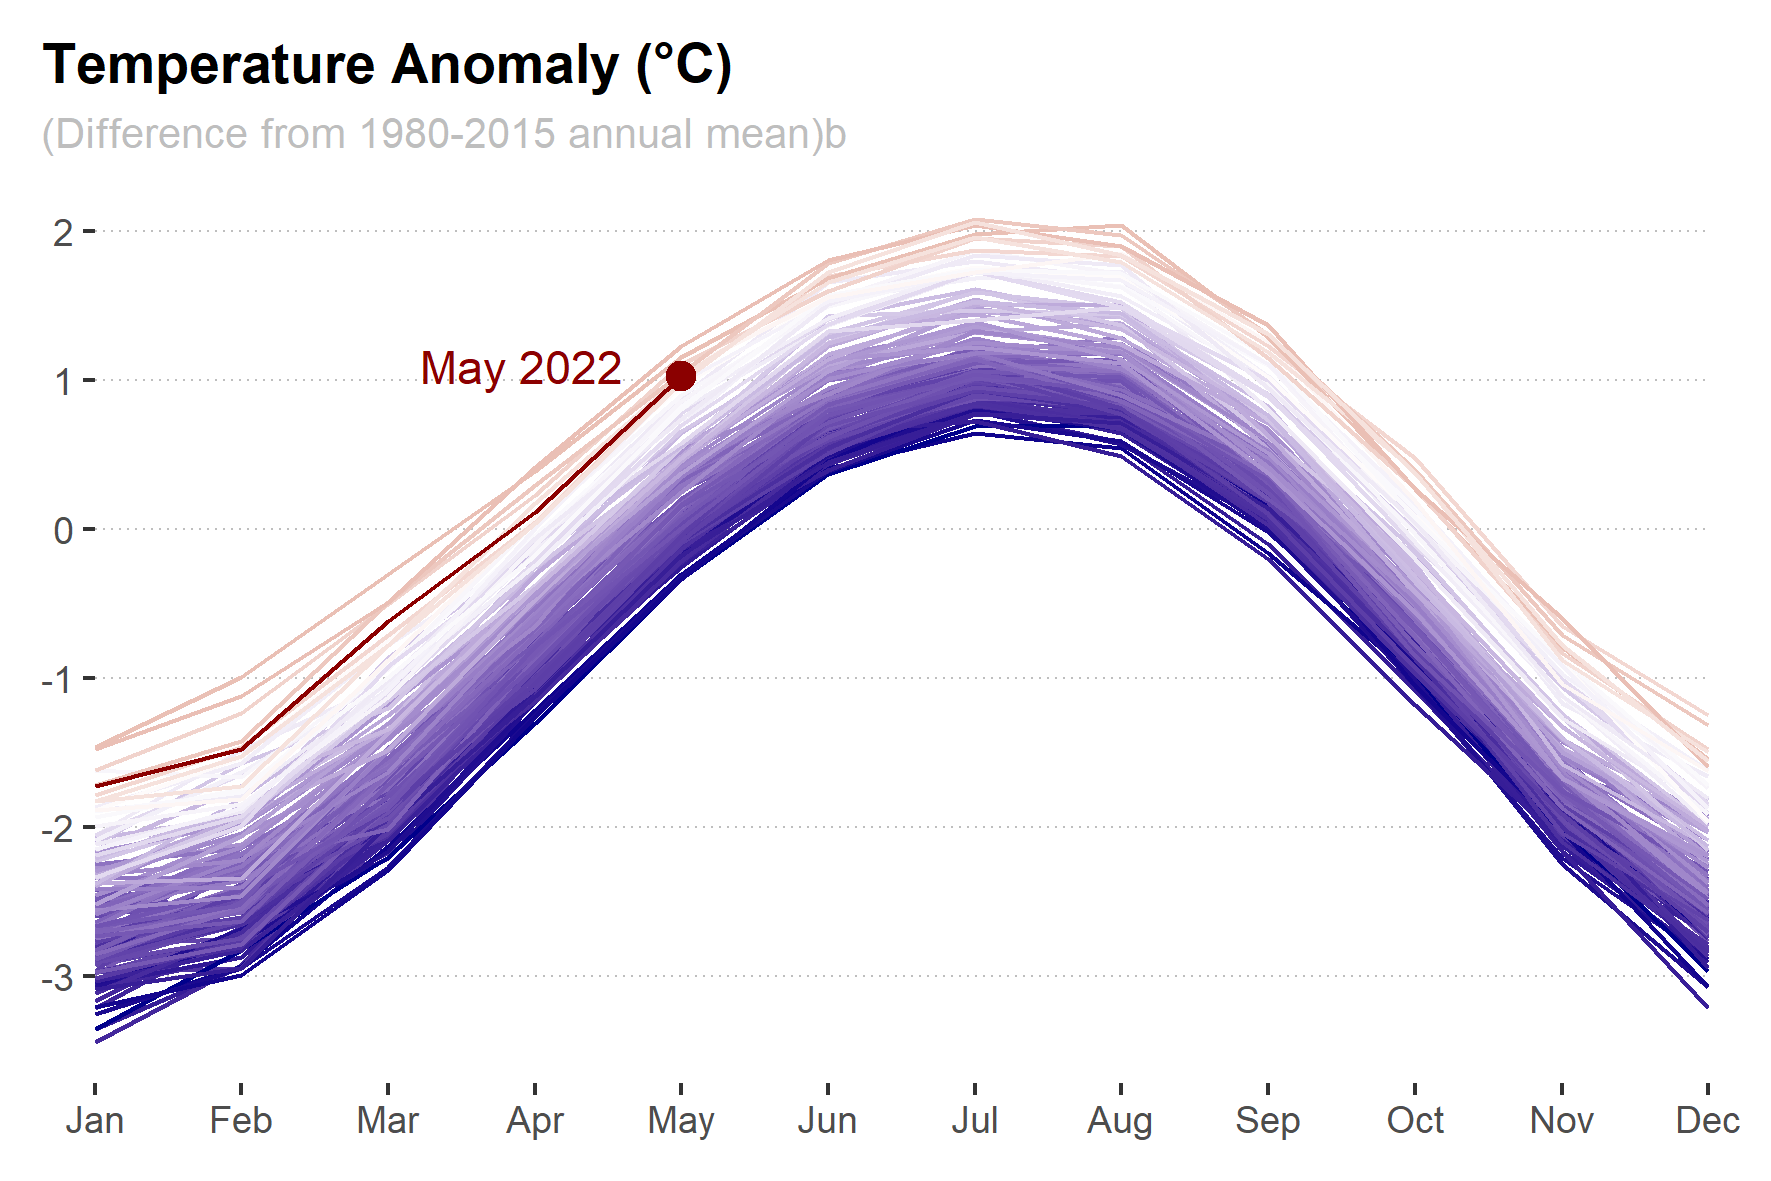 Temperature Anomaly (°C)
(Difference from 1980-2015 annual mean)b
2
May 2022
1
0
-1
-2
-3
Jan Feb Mar Apr May Jun Jul Aug Sep Oct Nov Dec